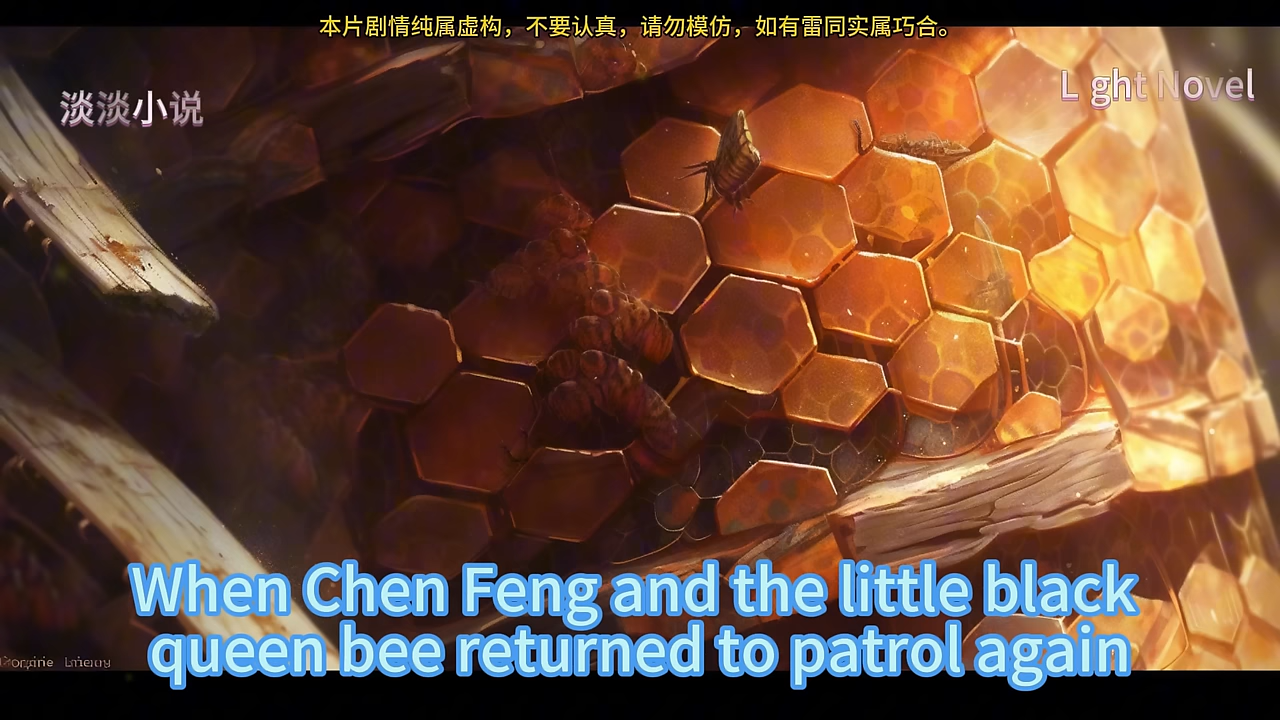 本片剧情纯属虚构，不要认真，请勿模仿，如有雷同实属巧合。
淡淡小说
L ght Novel
When Chen Feng and the little black
queen bee returned to patrol again